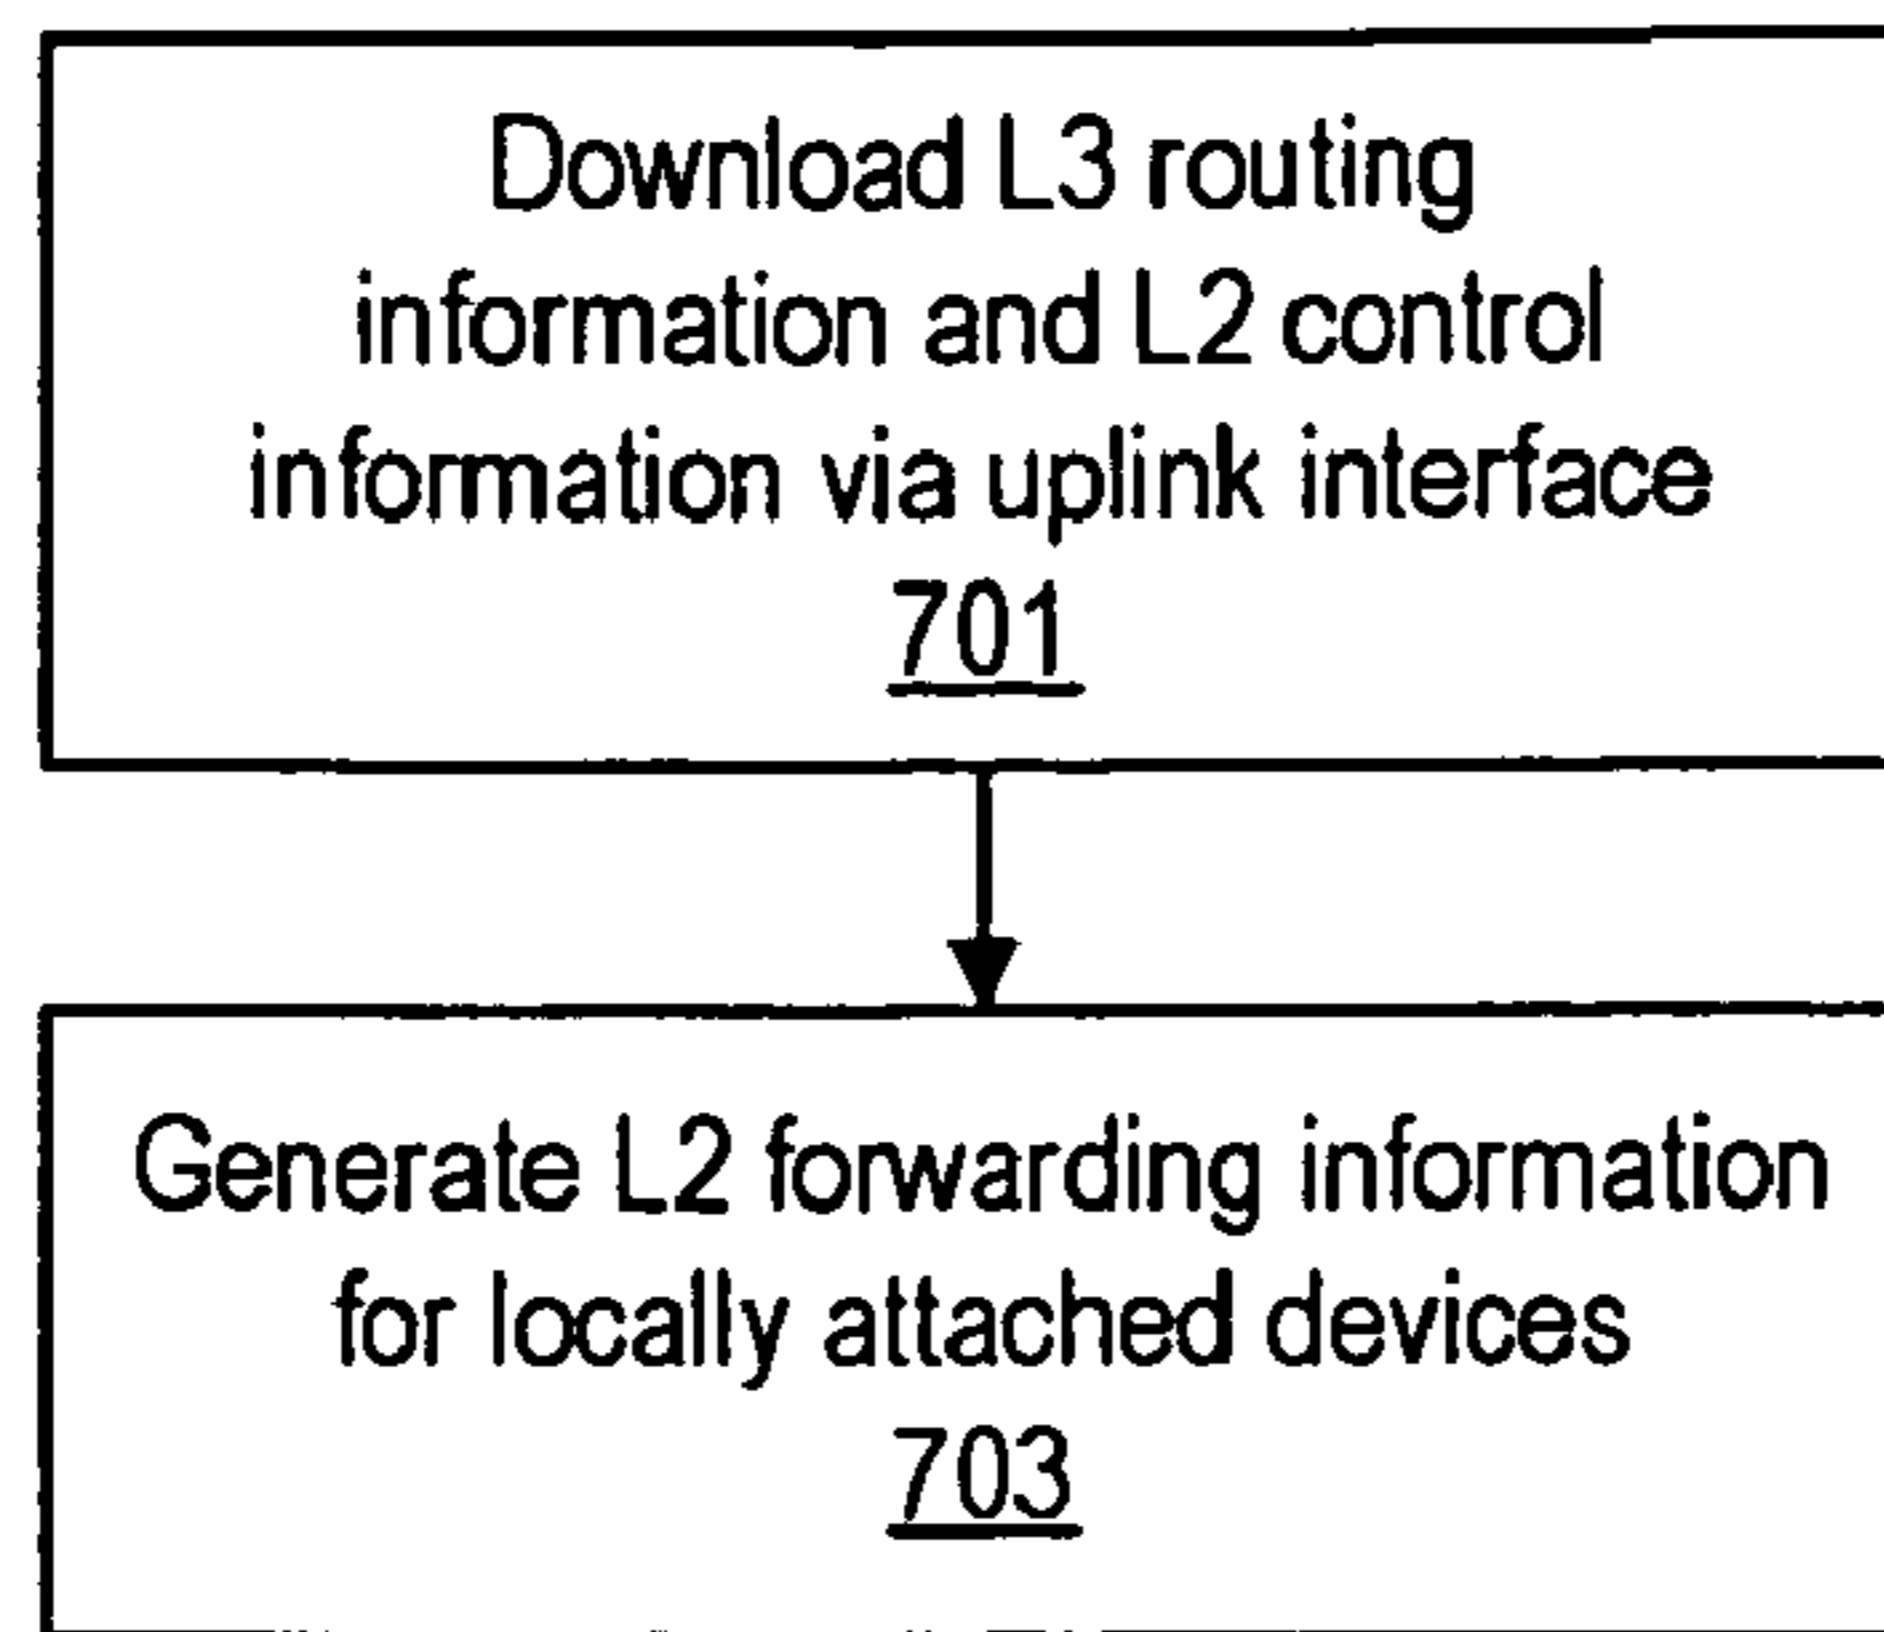 Download L3 routing
information and L2 control
information via uplink interface
701
Generate L2 forwarding information
for locally attached devices
703